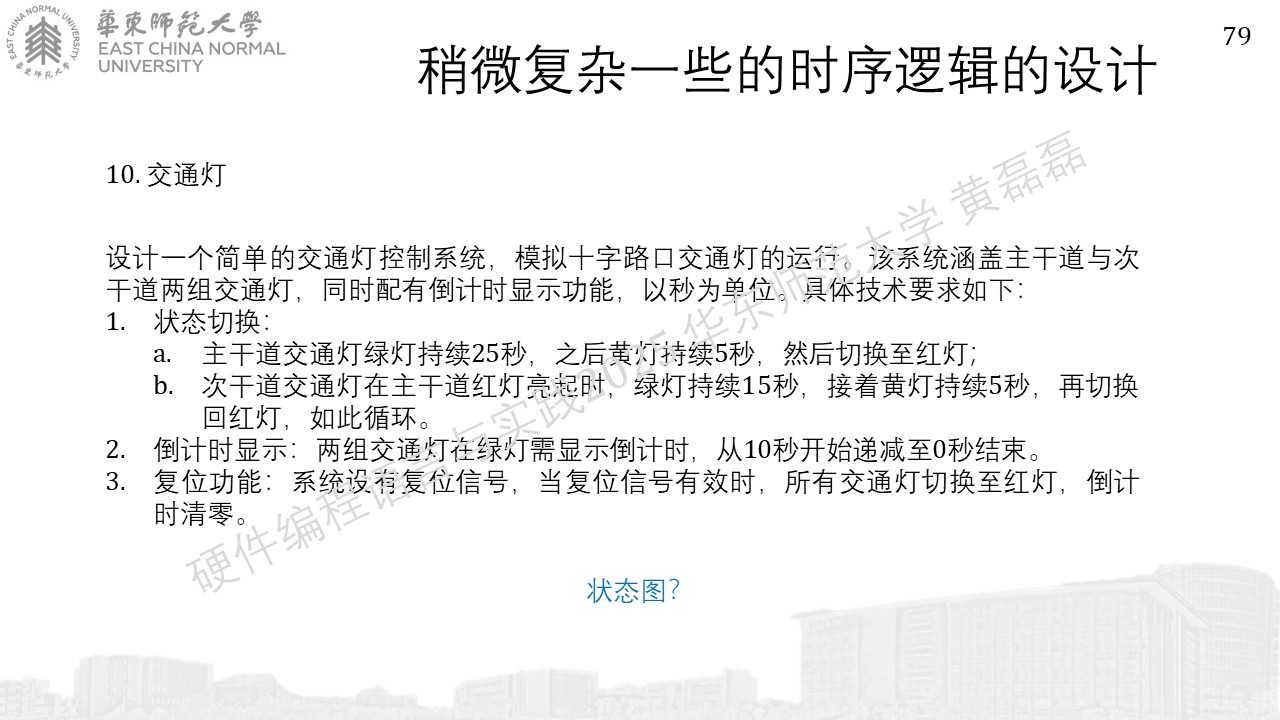 華東師範大學
EAST CHINA NORMAL
UNIVERSITY
EAST CHINA NORMAL UNIVERSITY
華東師範大學
稍微复杂一些的时序逻辑的设计
79
10. 交通灯
设计一个简单的交通灯控制系统，模拟十字路口交通灯的运行。该系统涵盖主干道与次
干道两组交通灯，同时配有倒计时显示功能，以秒为单位。具体技术要求如下：
1. 状态切换：
a. 主干道交通灯绿灯持续25秒，之后黄灯持续5秒，然后切换至红灯；
b. 次干道交通灯在主干道红灯亮起时，绿灯持续15秒，接着黄灯持续5秒，再切换
回红灯，如此循环。
2. 倒计时显示：两组交通灯在绿灯需显示倒计时，从10秒开始递减至0秒结束。
3. 复位功能：系统设有复位信号，当复位信号有效时，所有交通灯切换至红灯，倒计
时清零。
状态图？
硬件编程语言与实践2025 华东师范大学 黄磊磊